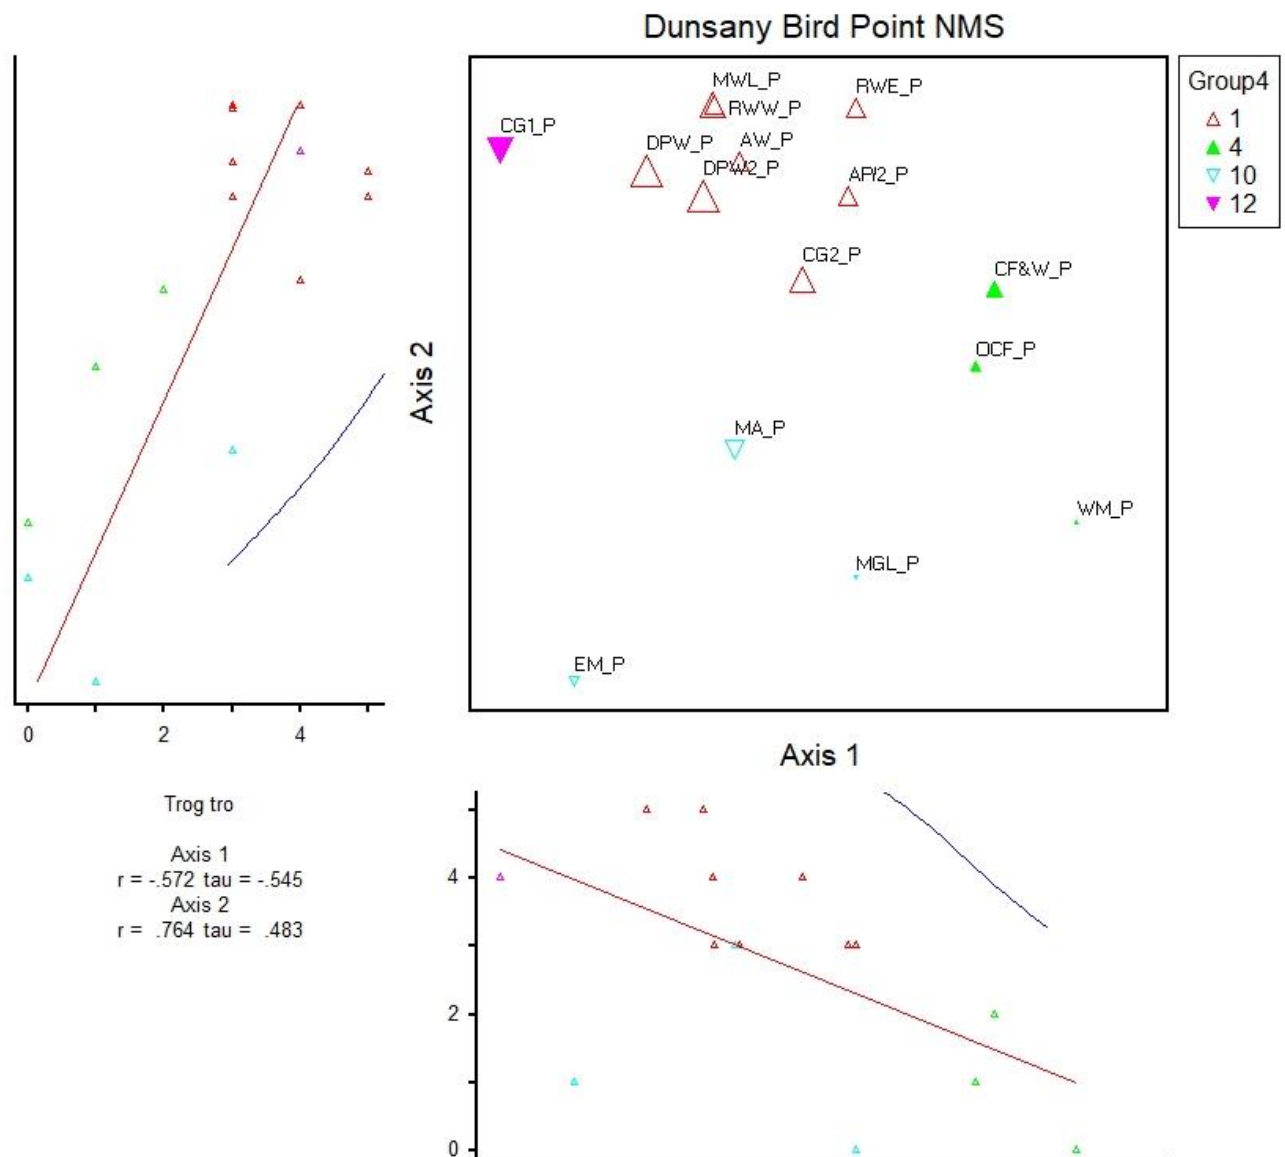 Dunsany Bird Point NMS
Group4
1
4
10
12
MWL_P
RWE_P
RWW_P
CG1_P
AW_P
DPW_P
DPW2_P
CG2_P
CF&W_P
OCF_P
MA_P
WM_P
MGL_P
EM_P
Axis 2
0 2 4
Axis 1
Trog tro
Axis 1
r = -.572 tau = -.545
Axis 2
r = .764 tau = .483
4
2
0